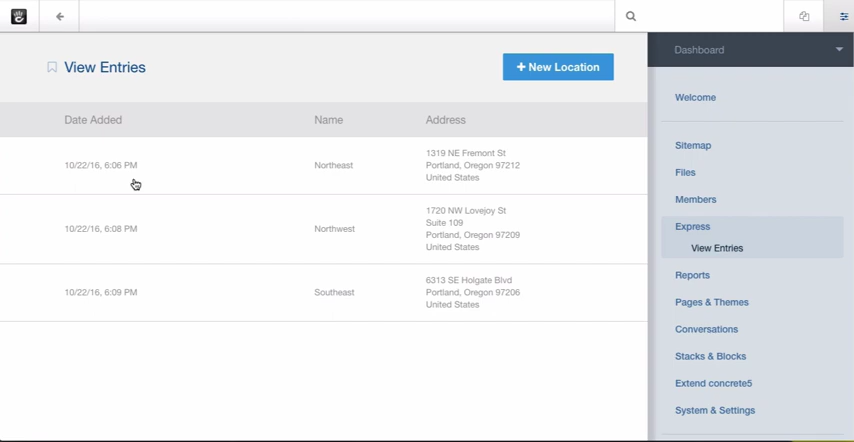 View Entries
+ New Location
Date Added Name Address
10/22/16, 6:06 PM Northeast 1319 NE Fremont St
Portland, Oregon 97212
United States
10/22/16, 6:08 PM Northwest 1720 NW Lovejoy St
Suite 109
Portland, Oregon 97209
United States
10/22/16, 6:09 PM Southeast 6313 SE Holgate Blvd
Portland, Oregon 97206
United States
Dashboard
Welcome
Sitemap
Files
Members
Express
View Entries
Reports
Pages & Themes
Conversations
Stacks & Blocks
Extend concrete5
System & Settings